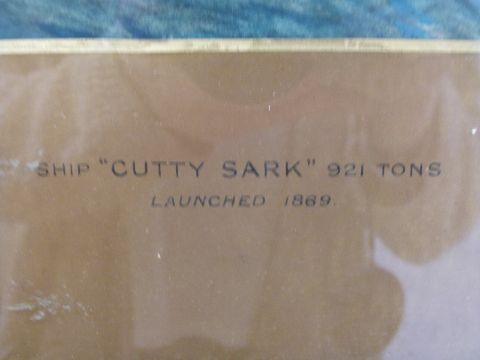 SHIP "CUTTY SARK" 921 TONS
LAUNCHED 1869.